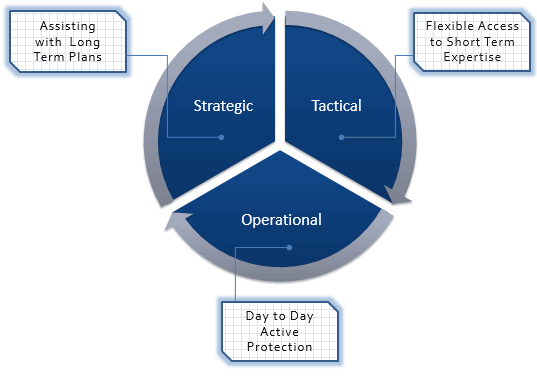 Assisting
with Long
Term Plans
Flexible Access
to Short Term
Expertise
Strategic
Tactical
Operational
Day to Day
Active
Protection